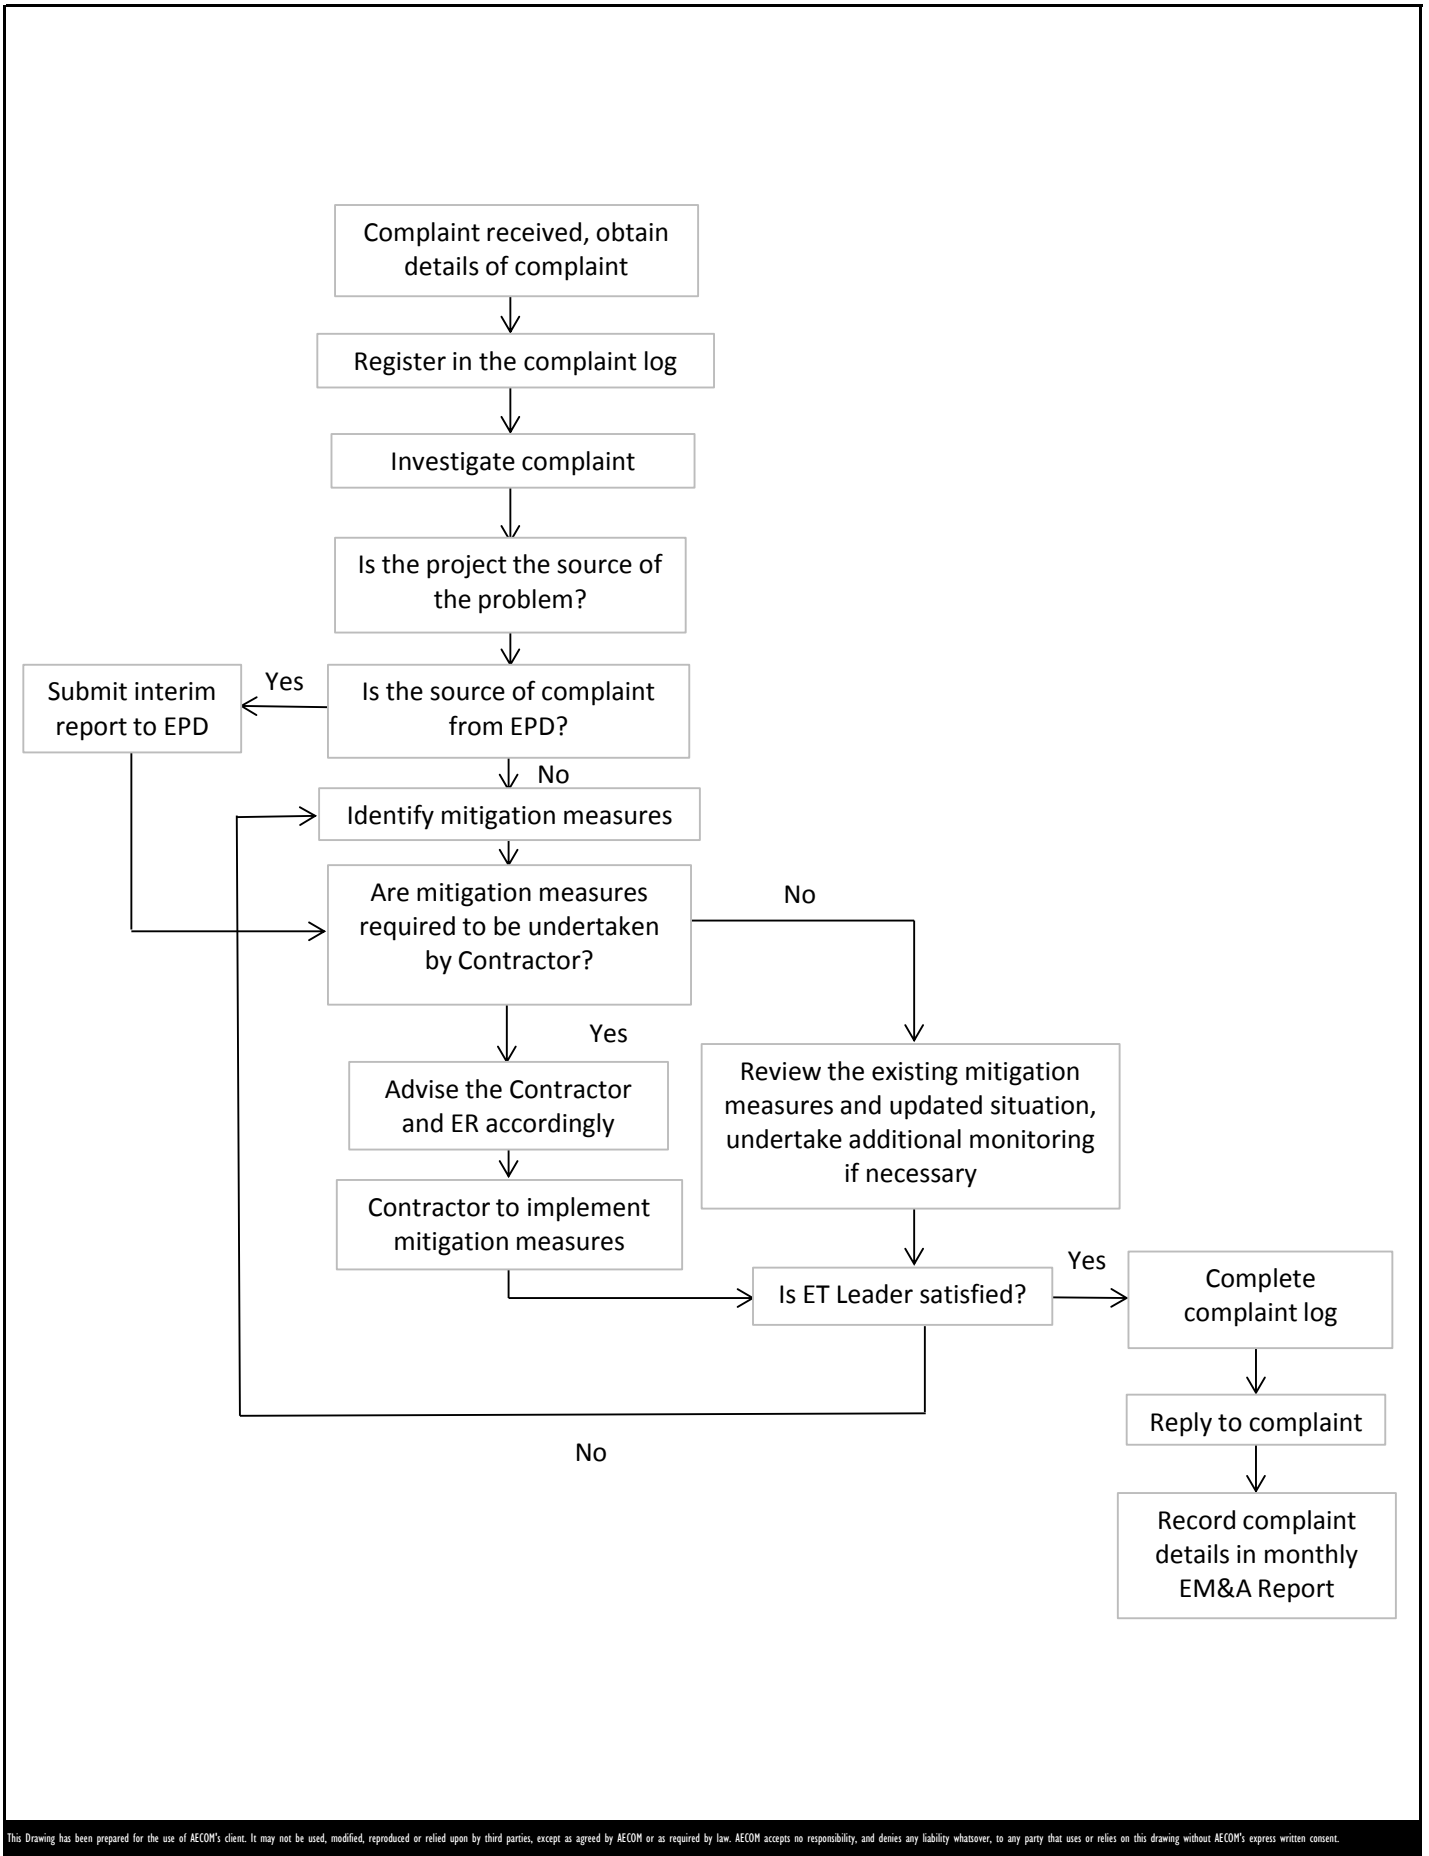 Complaint received, obtain
details of complaint
Register in the complaint log
Investigate complaint
Is the project the source of
the problem?
Submit interim
report to EPD
Yes
Is the source of complaint
from EPD?
No
Identify mitigation measures
Are mitigation measures
required to be undertaken
by Contractor?
No
Yes
Advise the Contractor
and ER accordingly
Review the existing mitigation
measures and updated situation,
undertake additional monitoring
if necessary
Contractor to implement
mitigation measures
Is ET Leader satisfied?
Yes
Complete
complaint log
No
Reply to complaint
Record complaint
details in monthly
EM&A Report
This Drawing has been prepared for the use of AECOM's client. It may not be used, modified, reproduced or relied upon by third parties, except as agreed by AECOM or as required by law. AECOM accepts no responsibility, and denies any liability whatsoever, to any party that uses or relies on this drawing without AECOM's express written consent.